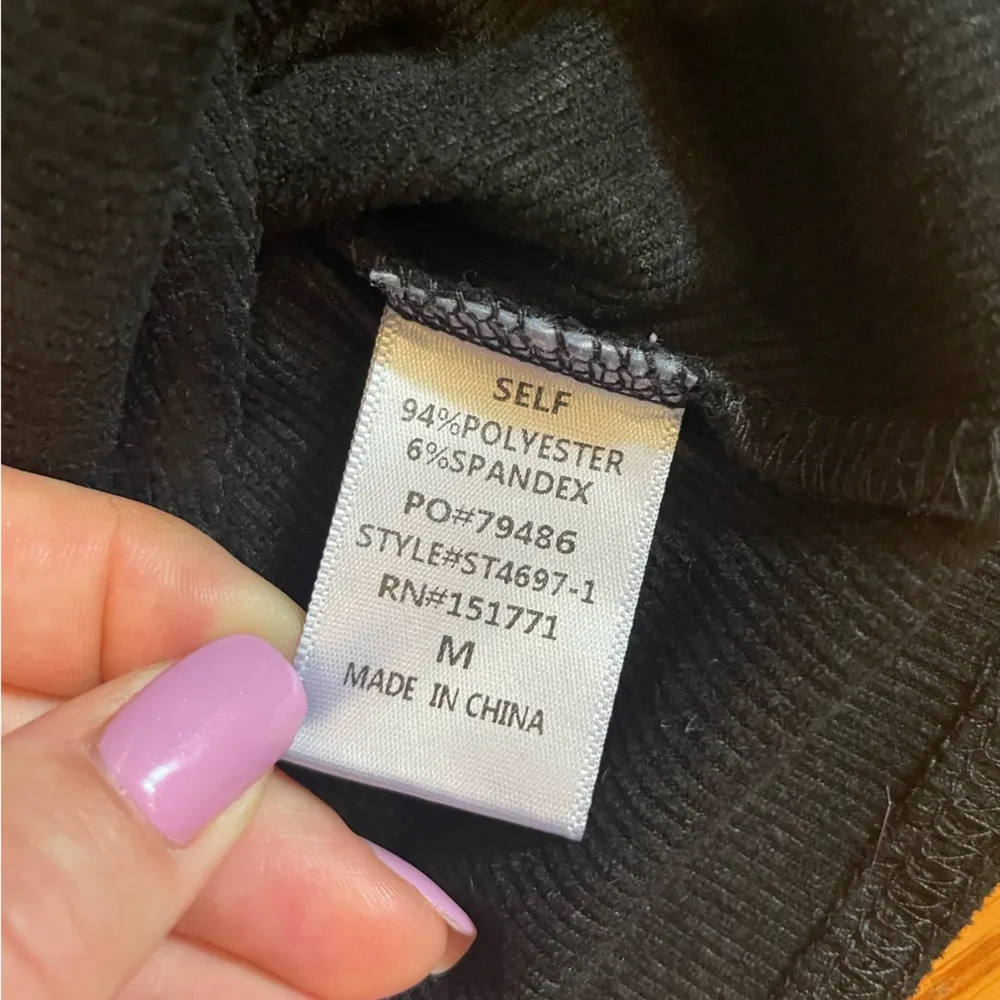 SELF
94%POLYESTER
6%SPANDEX
PO#79486
STYLE#ST4697-1
RN#151771
M
MADE IN CHINA